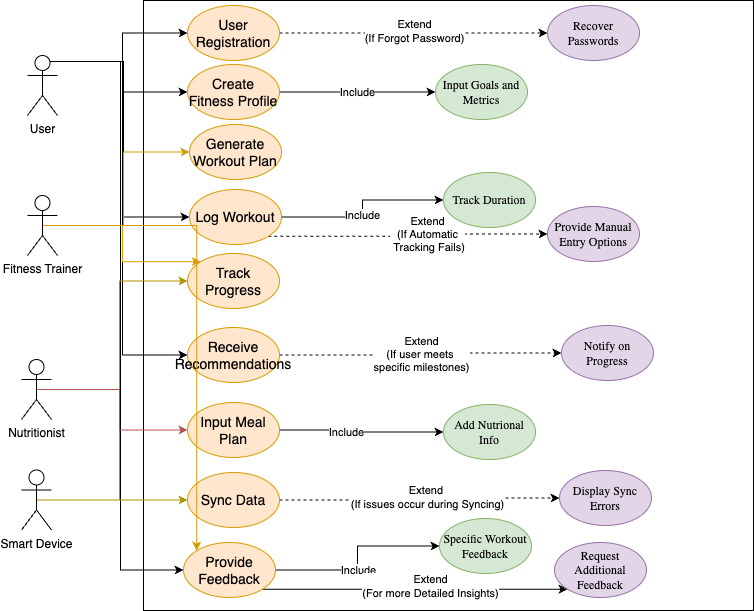 User
Registration
Extend
(If Forgot Password)
Recover
Passwords
User
Create
Fitness Profile
Include
Input Goals and
Metrics
Generate
Workout Plan
Fitness Trainer
Log Workout
Include
Track Duration
Extend
(If Automatic
Tracking Fails)
Provide Manual
Entry Options
Track
Progress
Receive
Recommendations
Extend
(If user meets
specific milestones)
Notify on
Progress
Nutritionist
Input Meal
Plan
Include
Add Nutrional
Info
Smart Device
Sync Data
Extend
(If issues occur during Syncing)
Display Sync
Errors
Provide
Feedback
Include
Specific Workout
Feedback
Extend
(For more Detailed Insights)
Request
Additional
Feedback